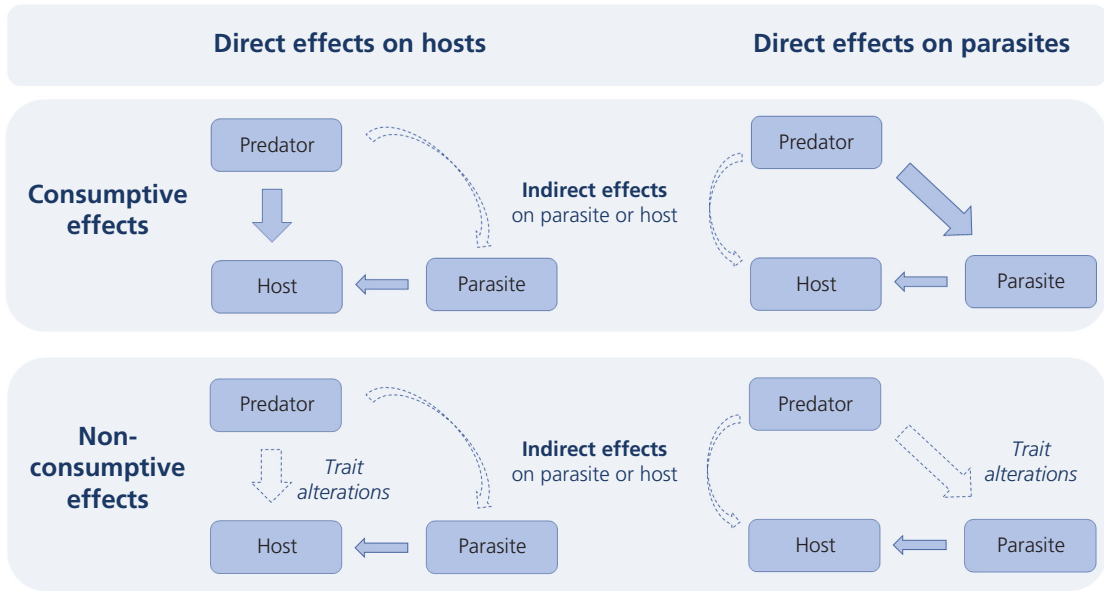 Direct effects on hosts
Direct effects on parasites
Consumptive
effects
Predator
Host
Parasite
Indirect effects
on parasite or host
Predator
Host
Parasite
Non-
consumptive
effects
Predator
Trait
alterations
Host
Parasite
Indirect effects
on parasite or host
Predator
Trait
alterations
Host
Parasite